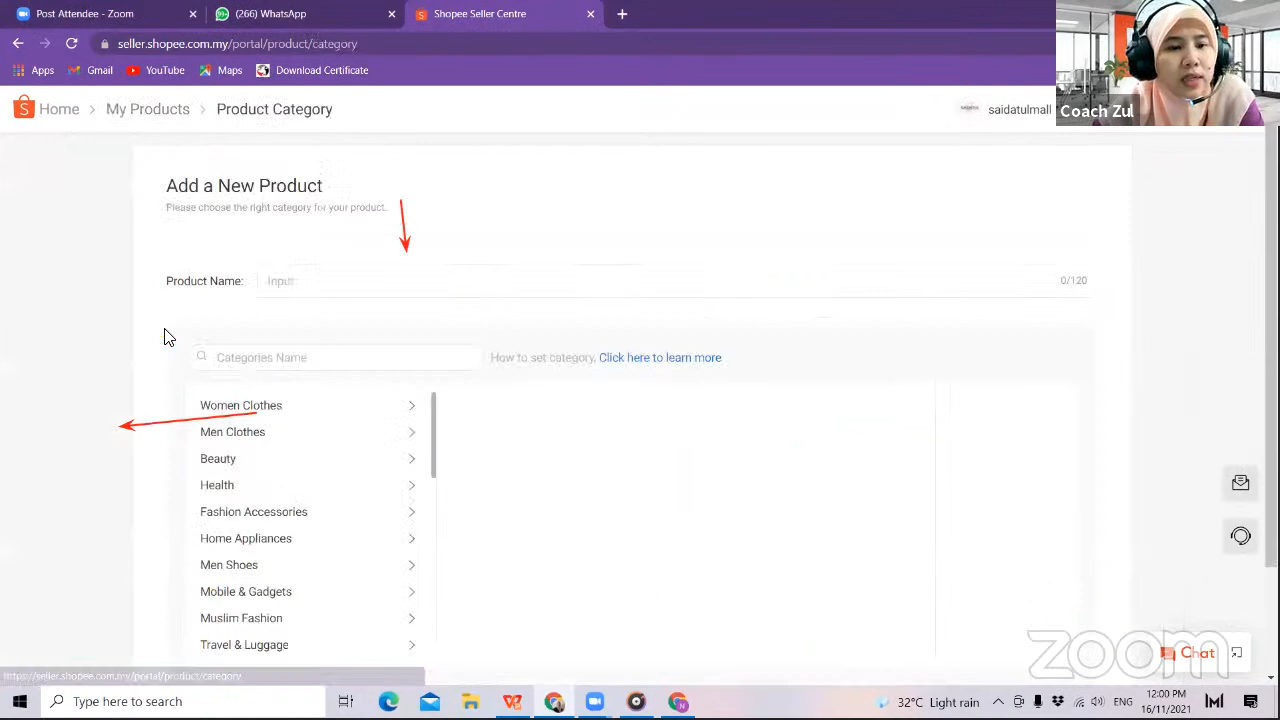 Post Attendee - Zoom
(266) WhatsApp
Shopee Seller Centre
seller.shopee.com.my/portal/product/category
Apps
Gmail
YouTube
Maps
Download Certificate
Home > My Products > Product Category
saidatulmall
Coach Zul
Add a New Product
Please choose the right category for your product.
Product Name:
Input
0/120
Categories Name
How to set category, Click here to learn more
Women Clothes
Men Clothes
Beauty
Health
Fashion Accessories
Home Appliances
Men Shoes
Mobile & Gadgets
Muslim Fashion
Travel & Luggage
zoom
Chat
https://seller.shopee.com.my/portal/product/category
Type here to search
32°C Light rain
ENG
12:00 PM
16/11/2021